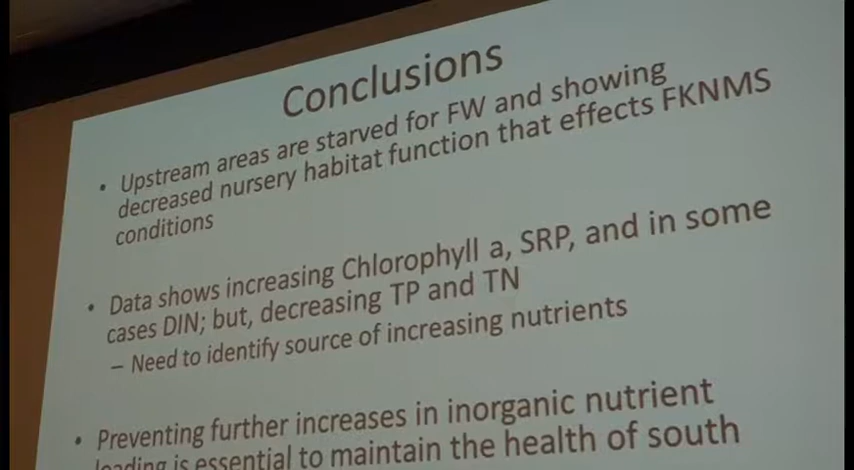 Conclusions
• Upstream areas are starved for FW and showing
decreased nursery habitat function that effects FKNMS
conditions
• Data shows increasing Chlorophyll a, SRP, and in some
cases DIN; but, decreasing TP and TN
– Need to identify source of increasing nutrients
• Preventing further increases in inorganic nutrient
loading is essential to maintain the health of south